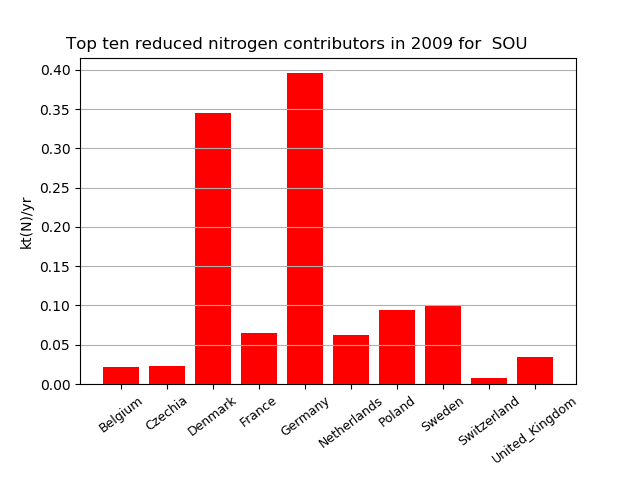 Top ten reduced nitrogen contributors in 2009 for  SOU
kt(N)/yr
0.40
0.35
0.30
0.25
0.20
0.15
0.10
0.05
0.00
Belgium
Czechia
Denmark
France
Germany
Netherlands
Poland
Sweden
Switzerland
United_Kingdom